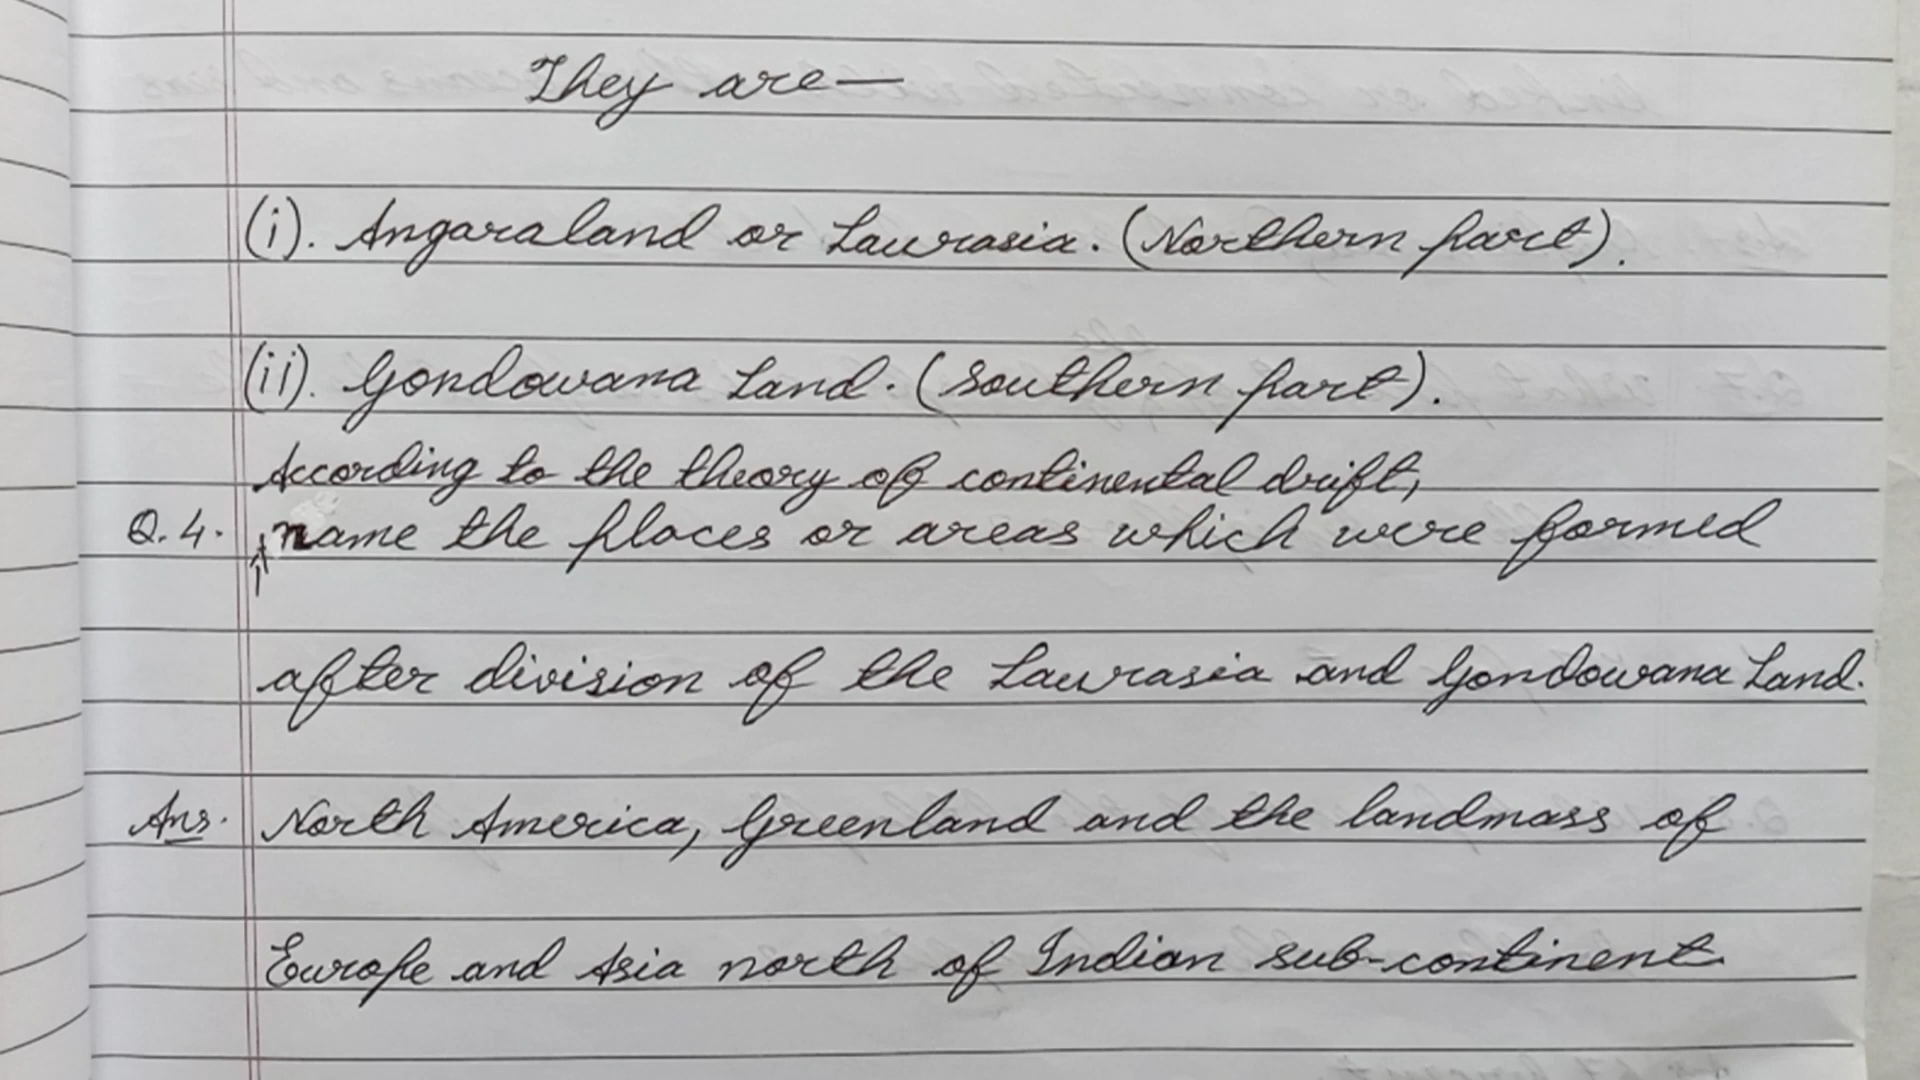 They are—
(i). Angaraland or Laurasia. (Northern part).
(ii). Gondowana Land. (Southern part).
According to the theory of continental drift,
Q.4. name the places or areas which were formed
after division of the Laurasia and Gondowana Land.
Ans. North America, Greenland and the landmass of
Europe and Asia north of Indian sub-continent